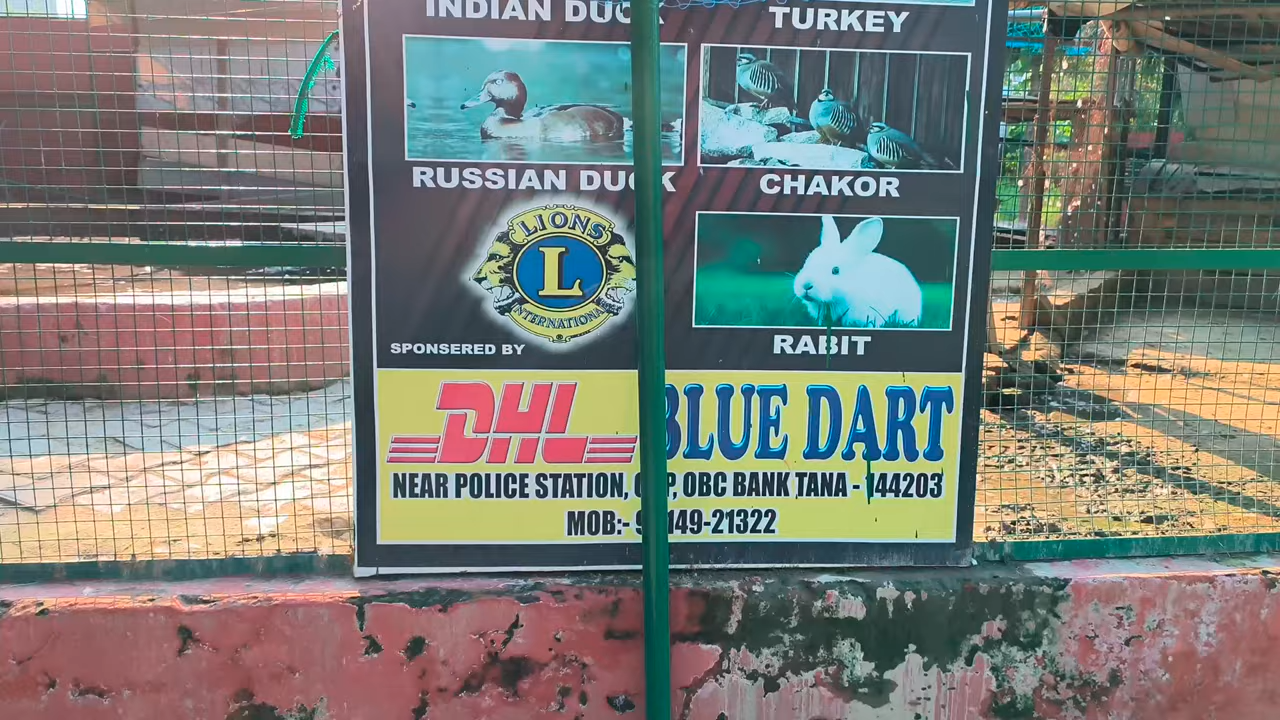 INDIAN DUCK
TURKEY
RUSSIAN DUCK
CHAKOR
LIONS
L
INTERNATIONAL
RABIT
SPONSERED BY
DHL BLUE DART
NEAR POLICE STATION, OBC BANK TANA - 144203
MOB:- 149-21322